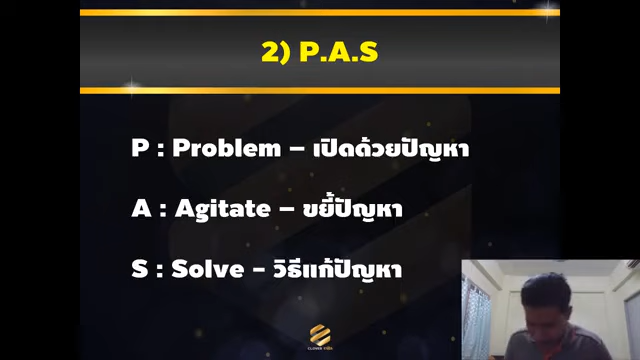 2) P.A.S
P : Problem – เปิดด้วยปัญหา
A : Agitate – ขยี้ปัญหา
S : Solve - วิธีแก้ปัญหา